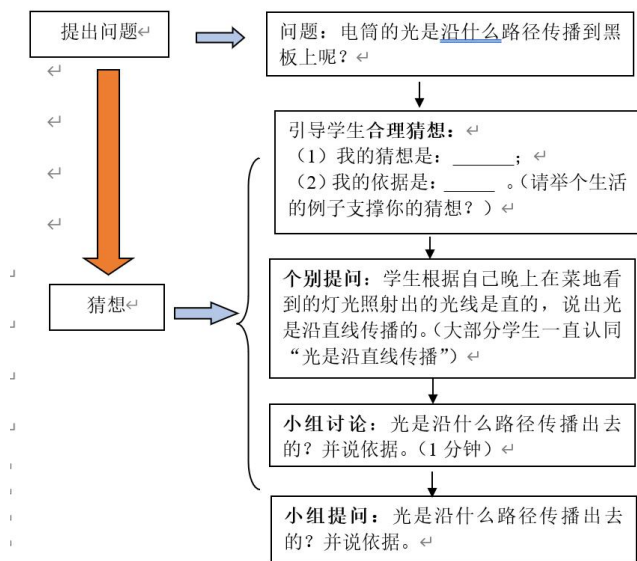 提出问题
问题：电筒的光是沿什么路径传播到黑
板上呢？
引导学生合理猜想：
（1）我的猜想是：______；
（2）我的依据是：_____ 。（请举个生活
的例子支撑你的猜想？）
猜想
个别提问：学生根据自己晚上在菜地看
到的灯光照射出的光线是直的，说出光
是沿直线传播的。（大部分学生一直认同
“光是沿直线传播”）
小组讨论：光是沿什么路径传播出去
的？并说依据。（1 分钟）
小组提问：光是沿什么路径传播出去
的？并说依据。